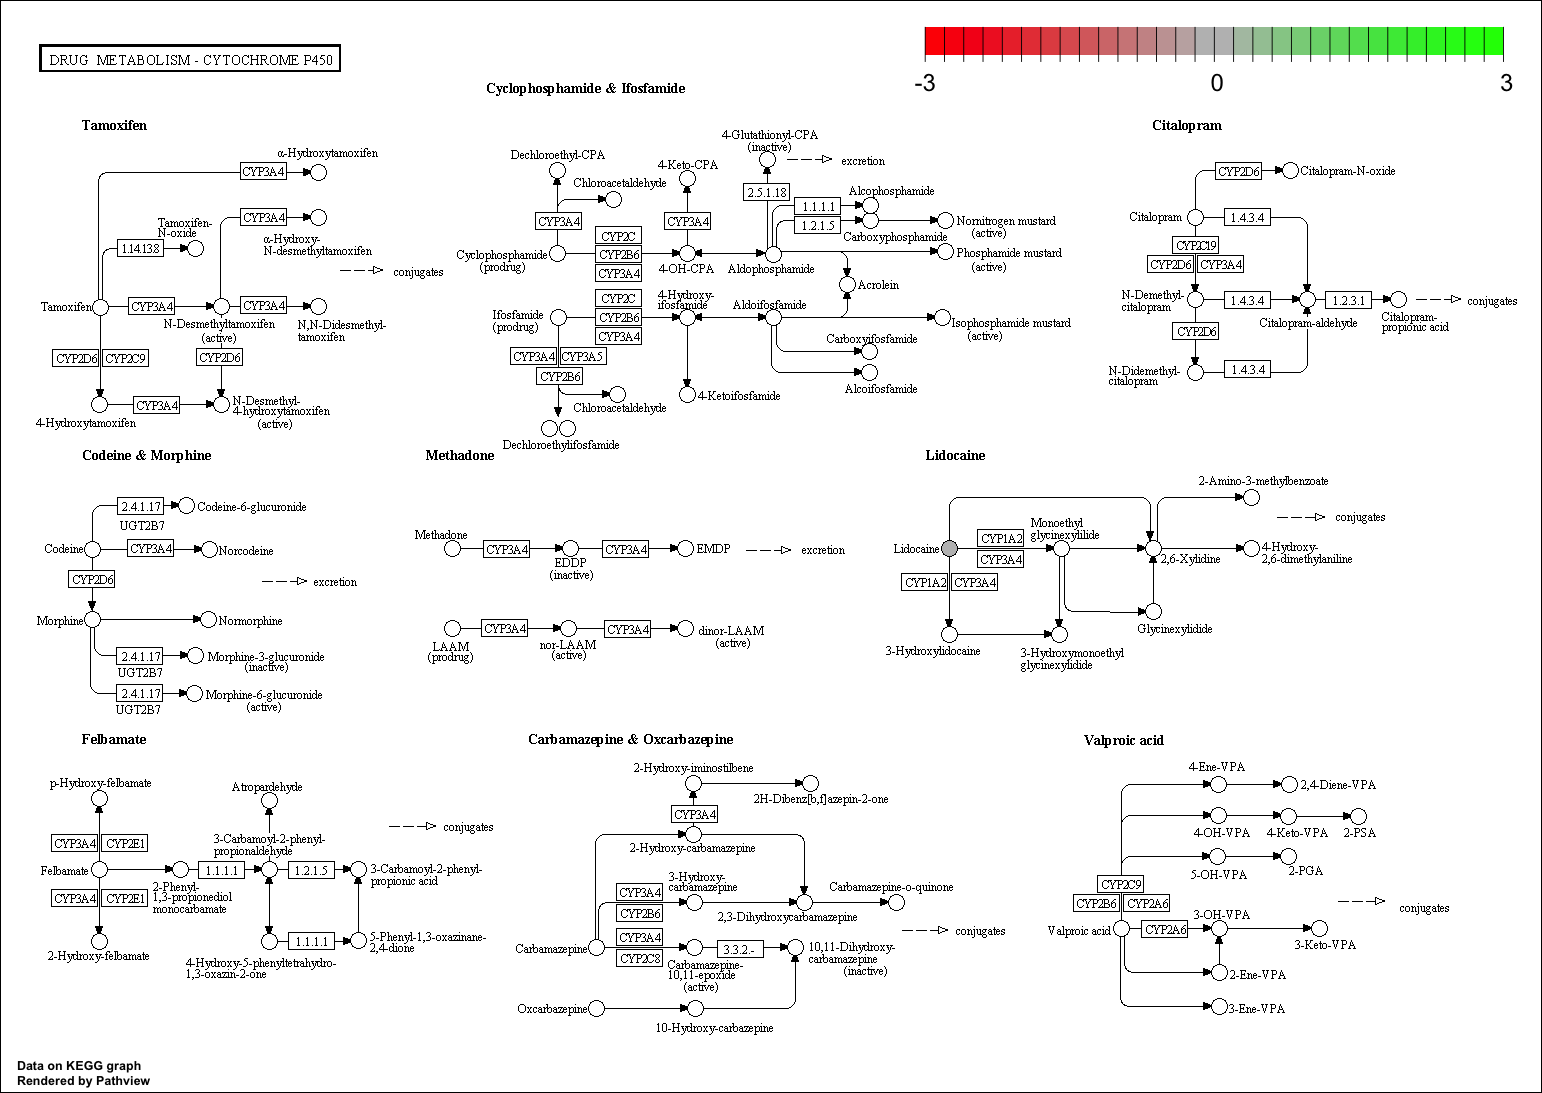 DRUG METABOLISM - CYTOCHROME P450
-3
0
3
Cyclophosphamide & Ifosfamide
Tamoxifen
α-Hydroxytamoxifen
CYP3A4
Tamoxifen-
N-oxide
1.14.13.8
CYP3A4
α-Hydroxy-
N-desmethyltamoxifen
conjugates
Tamoxifen
CYP3A4
CYP3A4
N-Desmethyltamoxifen
(active)
N,N-Didesmethyl-
tamoxifen
CYP2D6
CYP2C9
CYP2D6
CYP3A4
N-Desmethyl-
4-hydroxytamoxifen
(active)
4-Hydroxytamoxifen
Dechloroethyl-CPA
Chloroacetaldehyde
4-Keto-CPA
4-Glutathionyl-CPA
(inactive)
excretion
CYP3A4
CYP3A4
2.5.1.18
Alcophosphamide
1.1.1.1
1.2.1.5
Carboxyphosphamide
Nornitrogen mustard
(active)
Cyclophosphamide
(prodrug)
CYP2C
CYP2B6
CYP3A4
4-OH-CPA
Aldophosphamide
Phosphamide mustard
(active)
Acrolein
Ifosfamide
(prodrug)
CYP2C
CYP2B6
CYP3A4
4-Hydroxy-
ifosfamide
Aldoifosfamide
Isophosphamide mustard
(active)
CYP3A4
CYP3A5
CYP2B6
Carboxyifosfamide
Alcoifosfamide
4-Ketoifosfamide
Chloroacetaldehyde
Dechloroethylifosfamide
Citalopram
CYP2D6
Citalopram-N-oxide
Citalopram
1.4.3.4
CYP2C19
CYP2D6
CYP3A4
N-Demethyl-
citalopram
1.4.3.4
1.2.3.1
Citalopram-aldehyde
Citalopram-
propionic acid
conjugates
CYP2D6
N-Didemethyl-
citalopram
1.4.3.4
Codeine & Morphine
2.4.1.17
Codeine-6-glucuronide
UGT2B7
Codeine
CYP3A4
Norcodeine
CYP2D6
excretion
Morphine
Normorphine
2.4.1.17
Morphine-3-glucuronide
(inactive)
UGT2B7
2.4.1.17
Morphine-6-glucuronide
(active)
UGT2B7
Methadone
Methadone
CYP3A4
CYP3A4
EMDP
excretion
EDDP
(inactive)
CYP3A4
CYP3A4
LAAM
(prodrug)
nor-LAAM
(active)
dinor-LAAM
(active)
Lidocaine
2-Amino-3-methylbenzoate
conjugates
Monoethyl
glycinexylilide
Lidocaine
CYP1A2
CYP3A4
2,6-Xylidine
4-Hydroxy-
2,6-dimethylaniline
CYP1A2
CYP3A4
Glycinexylidide
3-Hydroxylidocaine
3-Hydroxymonoethyl
glycinexylidide
Felbamate
p-Hydroxy-felbamate
Atropardehyde
CYP3A4
CYP2E1
3-Carbamoyl-2-phenyl-
propionaldehyde
conjugates
Felbamate
1.1.1.1
1.2.1.5
3-Carbamoyl-2-phenyl-
propionic acid
CYP3A4
CYP2E1
2-Phenyl-
1,3-propionediol
monocarbamate
1.1.1.1
5-Phenyl-1,3-oxazinane-
2,4-dione
2-Hydroxy-felbamate
4-Hydroxy-5-phenyltetrahydro-
1,3-oxazin-2-one
Carbamazepine & Oxcarbazepine
2-Hydroxy-iminostilbene
2H-Dibenz[b,f]azepin-2-one
CYP3A4
2-Hydroxy-carbamazepine
CYP3A4
CYP2B6
3-Hydroxy-
carbamazepine
2,3-Dihydroxycarbamazepine
Carbamazepine-o-quinone
conjugates
Carbamazepine
CYP3A4
CYP2C8
3.3.2.-
Carbamazepine-
10,11-epoxide
(active)
10,11-Dihydroxy-
carbamazepine
(inactive)
Oxcarbazepine
10-Hydroxy-carbazepine
Valproic acid
4-Ene-VPA
2,4-Diene-VPA
4-OH-VPA
4-Keto-VPA
2-PSA
5-OH-VPA
2-PGA
CYP2C9
CYP2B6
CYP2A6
conjugates
Valproic acid
CYP2A6
3-OH-VPA
3-Keto-VPA
2-Ene-VPA
3-Ene-VPA
Data on KEGG graph
Rendered by Pathview